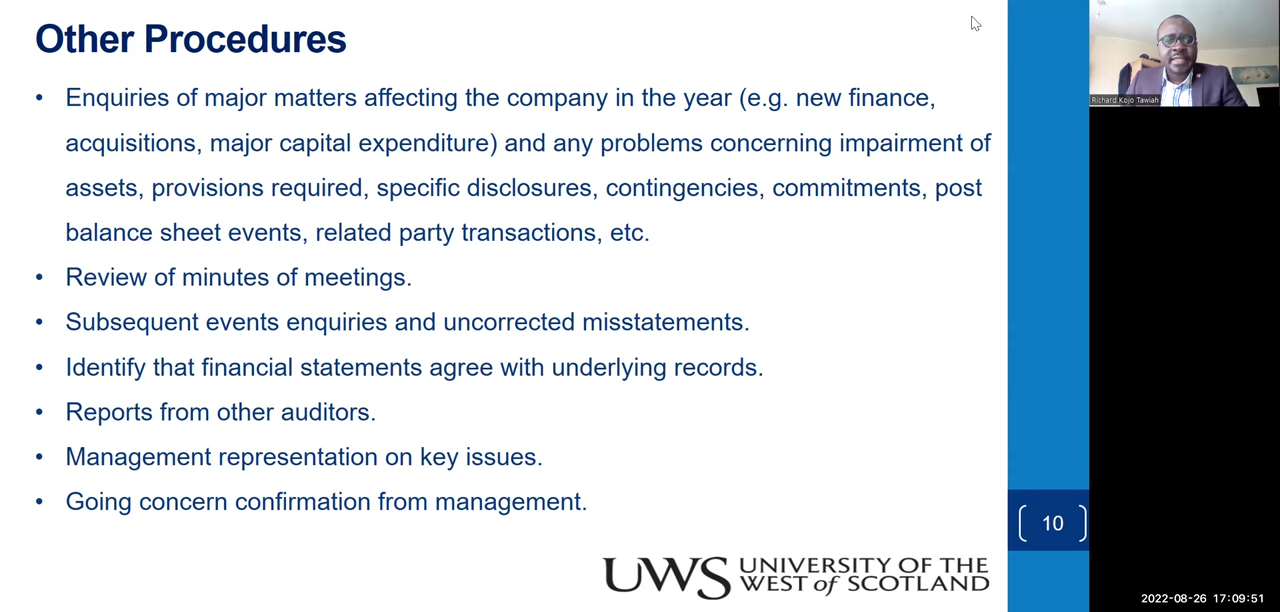 Other Procedures
• Enquiries of major matters affecting the company in the year (e.g. new finance,
acquisitions, major capital expenditure) and any problems concerning impairment of
assets, provisions required, specific disclosures, contingencies, commitments, post
balance sheet events, related party transactions, etc.
• Review of minutes of meetings.
• Subsequent events enquiries and uncorrected misstatements.
• Identify that financial statements agree with underlying records.
• Reports from other auditors.
• Management representation on key issues.
• Going concern confirmation from management.
10
UWS UNIVERSITY OF THE
WEST of SCOTLAND
Richard Kojo Tawiah
2022-08-26 17:09:51